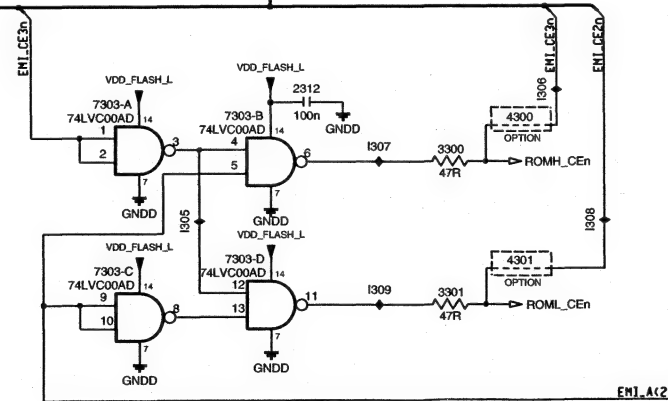 EMI_CE3n
EMI_CE3n
EMI_CE2n
VDD_FLASH_L
7303-A
74LVC00AD
14
1
2
3
7
GNDD
VDD_FLASH_L
2312
100n
GNDD
7303-B
74LVC00AD
14
4
5
6
7
GNDD
I307
3300
47R
4300
OPTION
I306
ROMH_CEn
I305
VDD_FLASH_L
7303-C
74LVC00AD
14
9
10
8
7
GNDD
VDD_FLASH_L
7303-D
74LVC00AD
14
12
13
11
7
GNDD
I309
3301
47R
4301
OPTION
I308
ROML_CEn
EMI_A(2